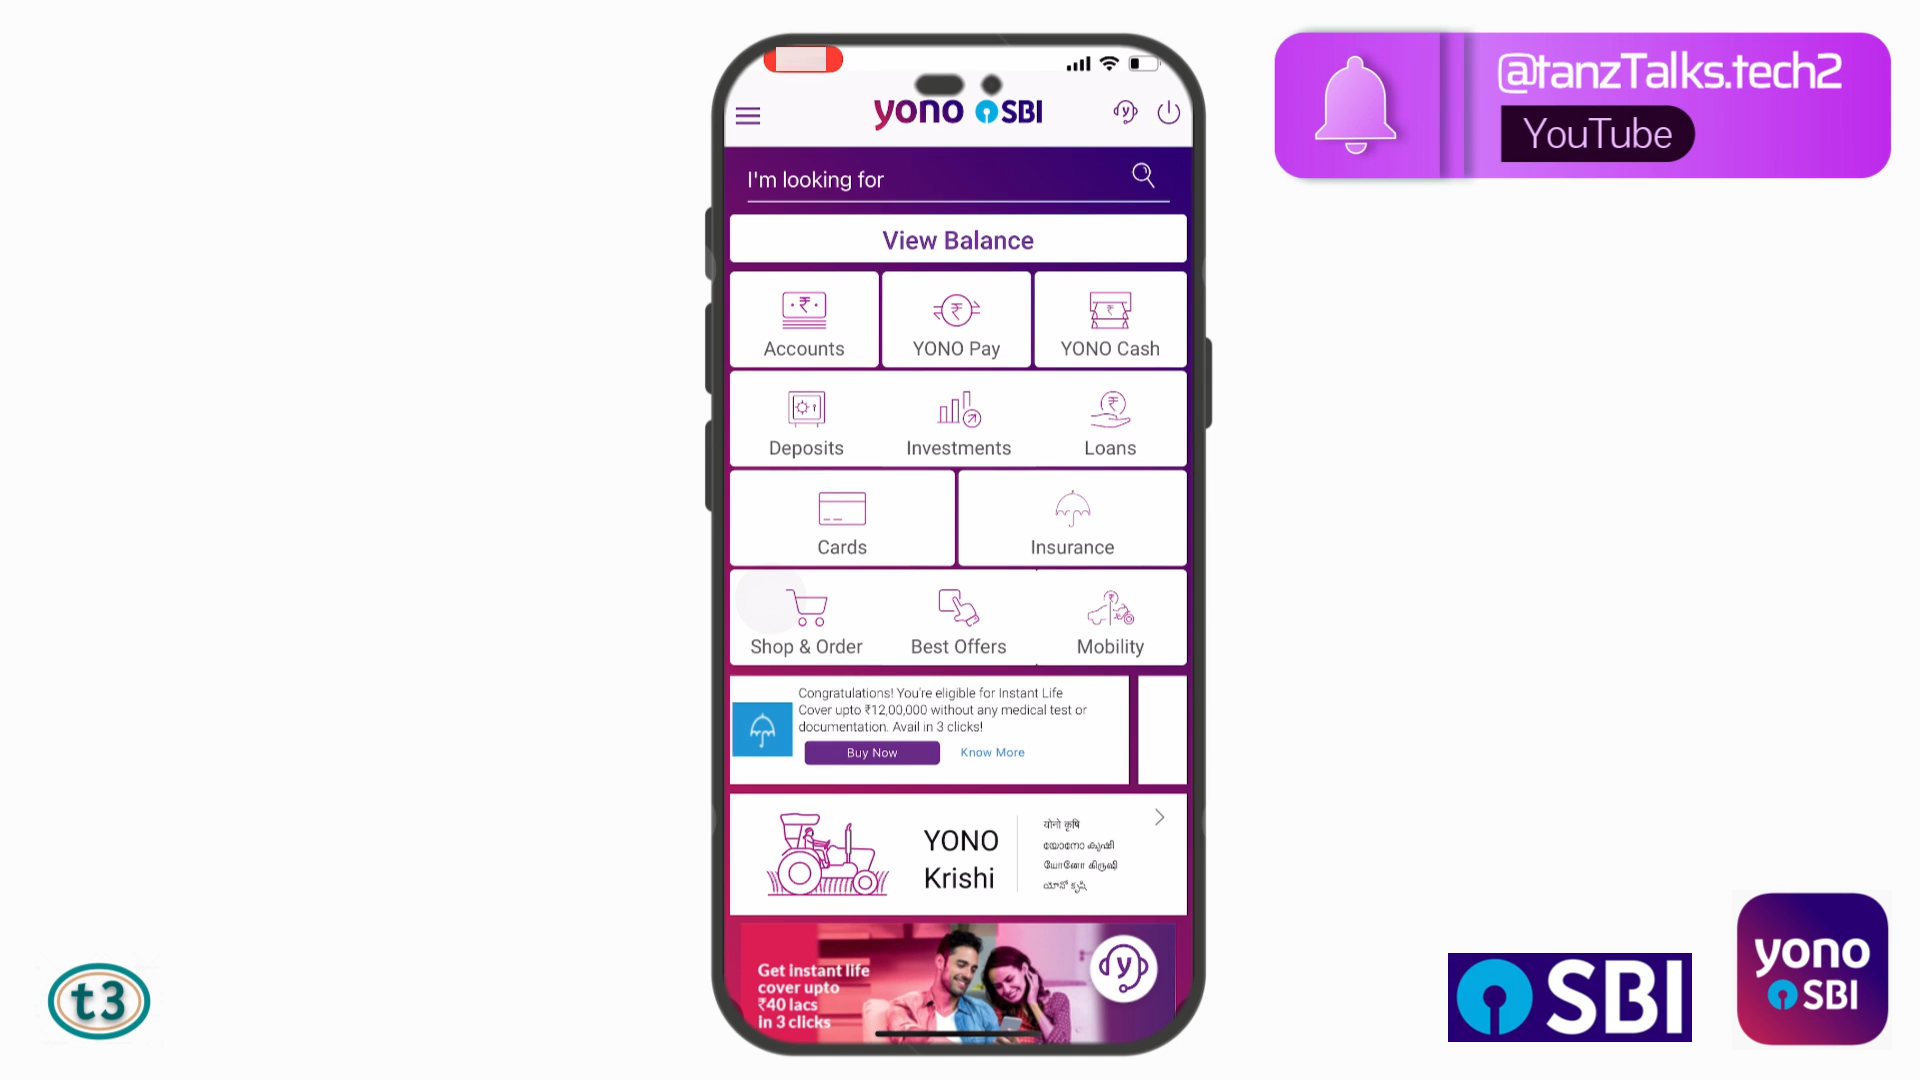 @tanzTalks.tech2
YouTube
yono SBI
I'm looking for
View Balance
Accounts
YONO Pay
YONO Cash
Deposits
Investments
Loans
Cards
Insurance
Shop & Order
Best Offers
Mobility
Congratulations! You're eligible for Instant Life
Cover upto ₹12,00,000 without any medical test or
documentation. Avail in 3 clicks!
Buy Now
Know More
YONO
Krishi
योनो कृषि
യോനോ കൃഷി
யோனோ கிருஷி
యోనో కృషి
Get instant life
cover upto
₹40 lacs
in 3 clicks
y
t3
SBI
yono
SBI